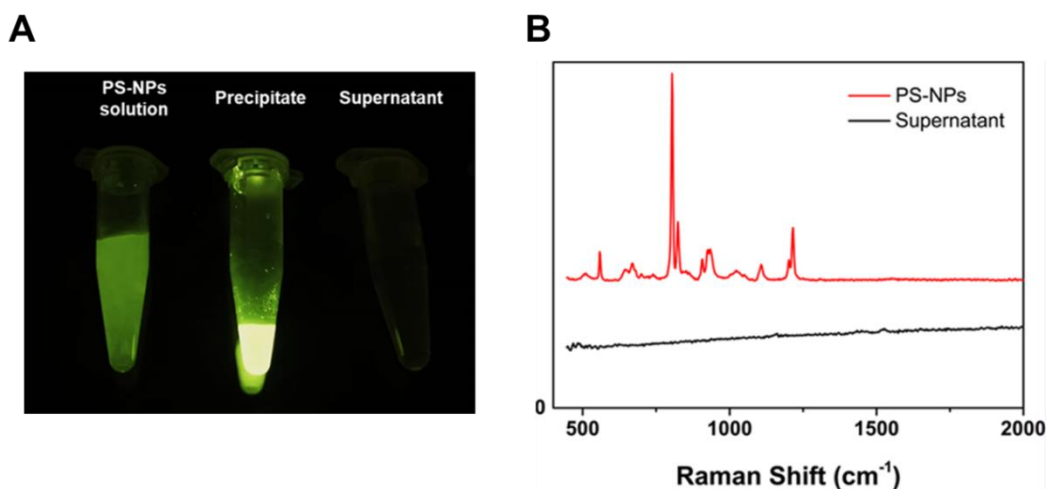 A
B
PS-NPs
solution
Precipitate
Supernatant
PS-NPs
Supernatant
0
500
1000
1500
2000
Raman Shift (cm⁻¹)